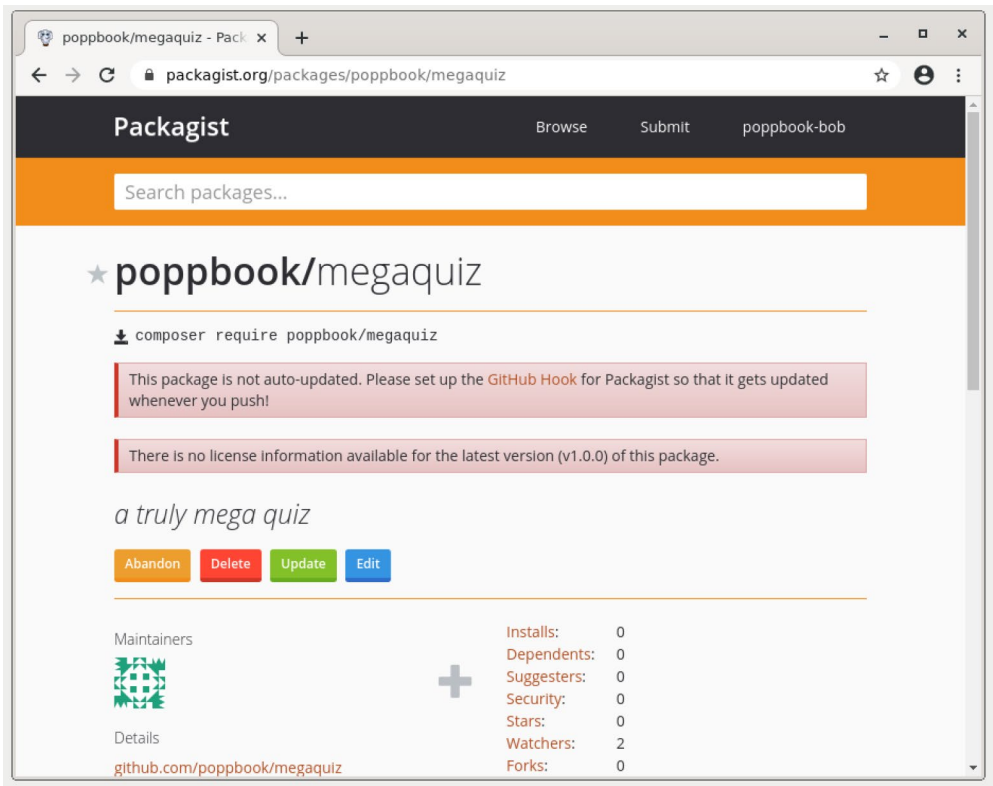 poppbook/megaquiz - Pack
packagist.org/packages/poppbook/megaquiz
Packagist Browse Submit poppbook-bob
Search packages...
poppbook/megaquiz
composer require poppbook/megaquiz
This package is not auto-updated. Please set up the GitHub Hook for Packagist so that it gets updated
whenever you push!
There is no license information available for the latest version (v1.0.0) of this package.
a truly mega quiz
Abandon Delete Update Edit
Maintainers
Details
github.com/poppbook/megaquiz
Installs: 0
Dependents: 0
Suggesters: 0
Security: 0
Stars: 0
Watchers: 2
Forks: 0